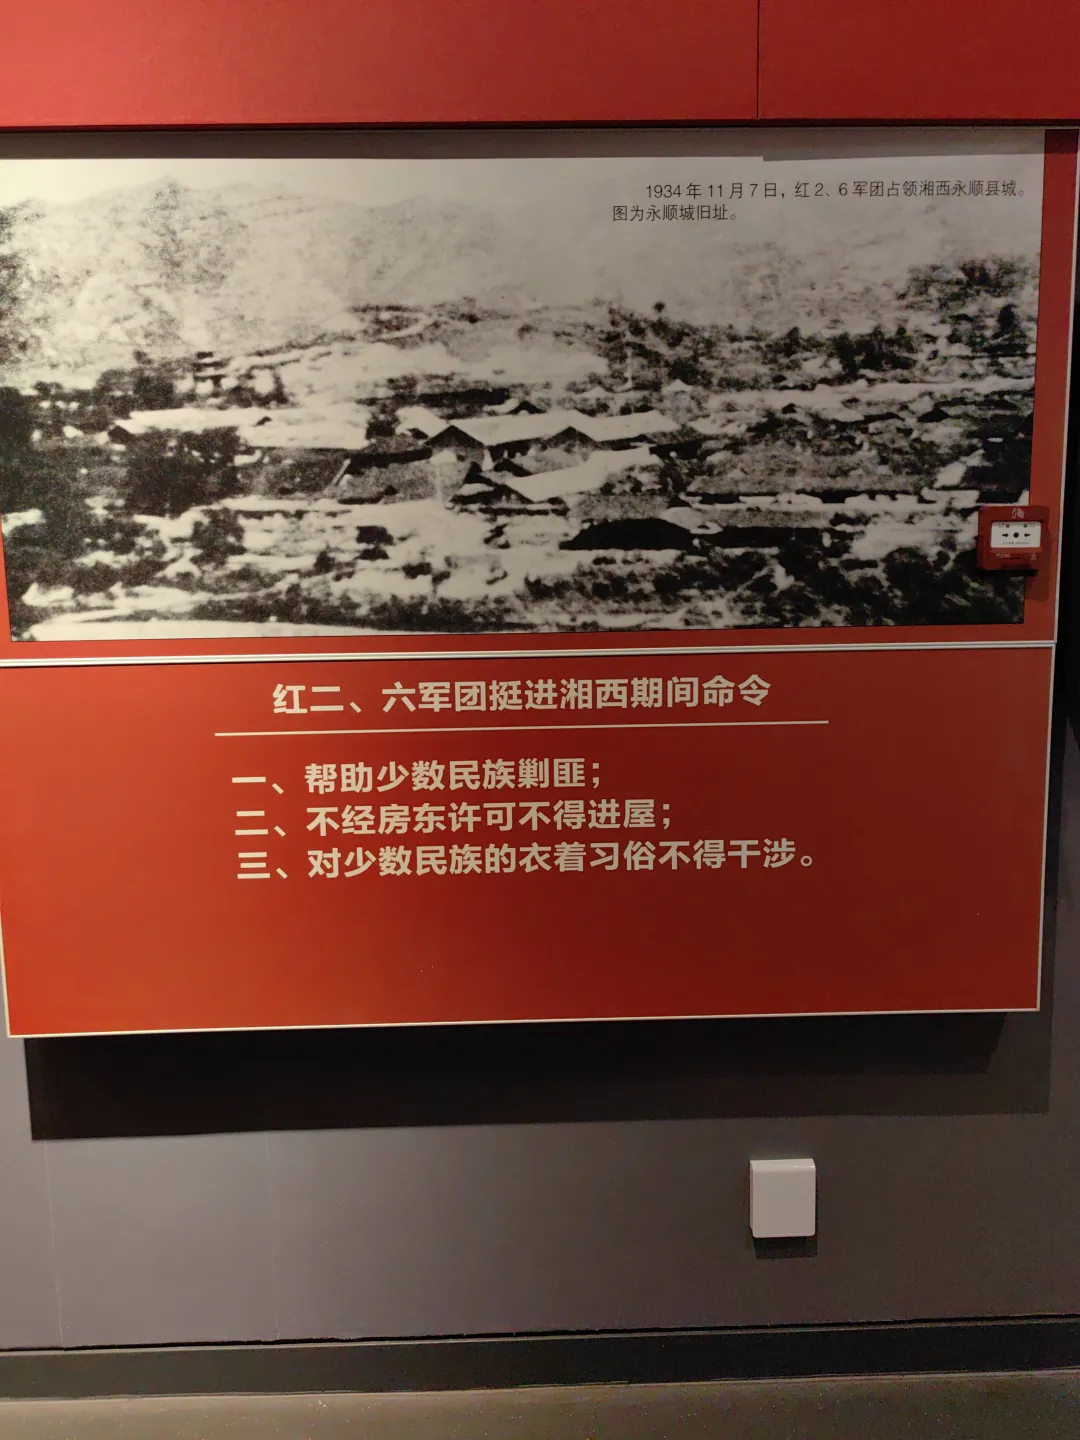 1934年11月7日，红2、6军团占领湘西永顺县城。
图为永顺城旧址。
红二、六军团挺进湘西期间命令
一、帮助少数民族剿匪；
二、不经房东许可不得进屋；
三、对少数民族的衣着习俗不得干涉。